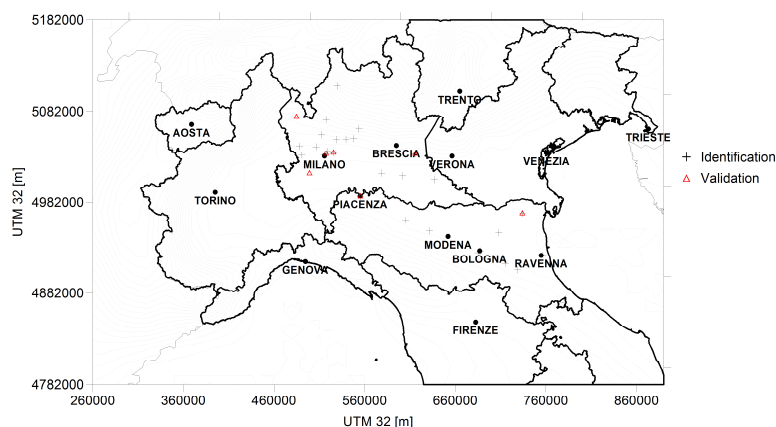 5182000
5082000
4982000
4882000
4782000
UTM 32 [m]
AOSTA
TORINO
MILANO
BRESCIA
TRENTO
VERONA
VENEZIA
TRIESTE
PIACENZA
MODENA
BOLOGNA
RAVENNA
GENOVA
FIRENZE
Identification
Validation
260000 360000 460000 560000 660000 760000 860000
UTM 32 [m]